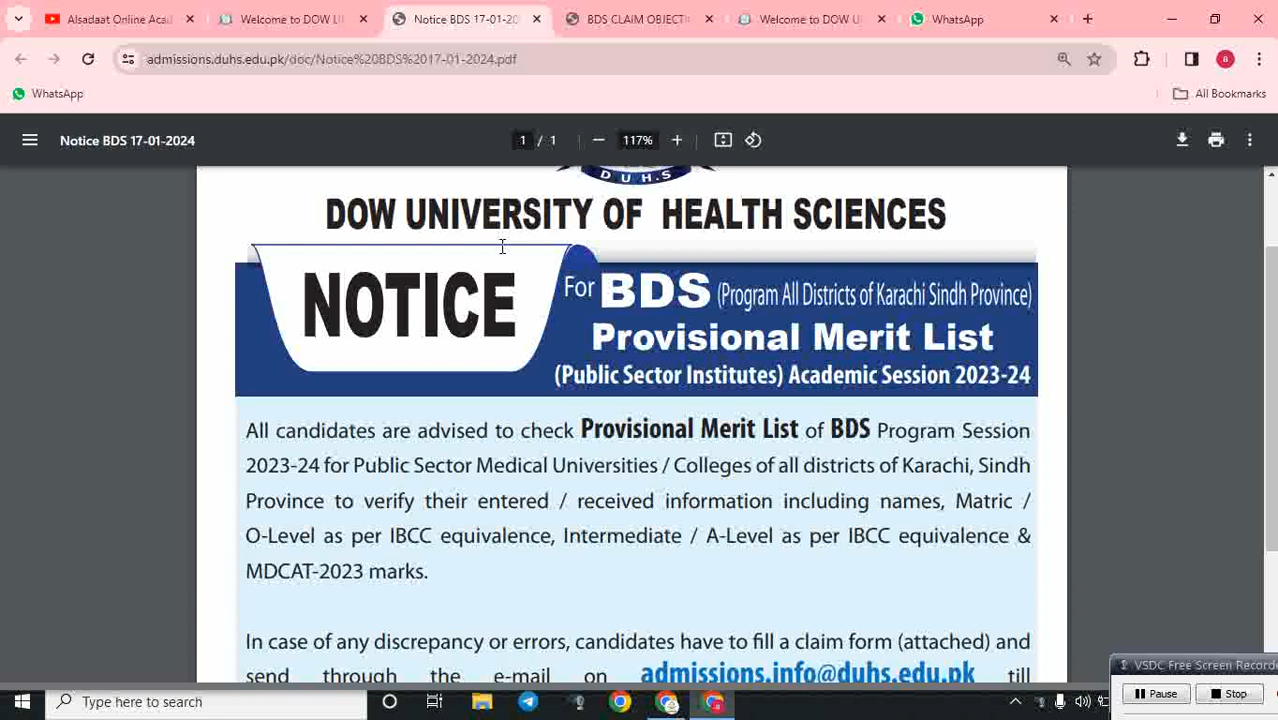 Alsadaat Online Acad
Welcome to DOW U
Notice BDS 17-01-20
BDS CLAIM OBJECTI
Welcome to DOW U
WhatsApp
admissions.duhs.edu.pk/doc/Notice%20BDS%2017-01-2024.pdf
a
WhatsApp
All Bookmarks
Notice BDS 17-01-2024
1 / 1
117%
D U H S
DOW UNIVERSITY OF HEALTH SCIENCES
NOTICE
For BDS (Program All Districts of Karachi Sindh Province)
Provisional Merit List
(Public Sector Institutes) Academic Session 2023-24
All candidates are advised to check Provisional Merit List of BDS Program Session
2023-24 for Public Sector Medical Universities / Colleges of all districts of Karachi, Sindh
Province to verify their entered / received information including names, Matric /
O-Level as per IBCC equivalence, Intermediate / A-Level as per IBCC equivalence &
MDCAT-2023 marks.
In case of any discrepancy or errors, candidates have to fill a claim form (attached) and
send through the e-mail on admissions.info@duhs.edu.pk till
VSDC Free Screen Recorde
Pause
Stop
Type here to search